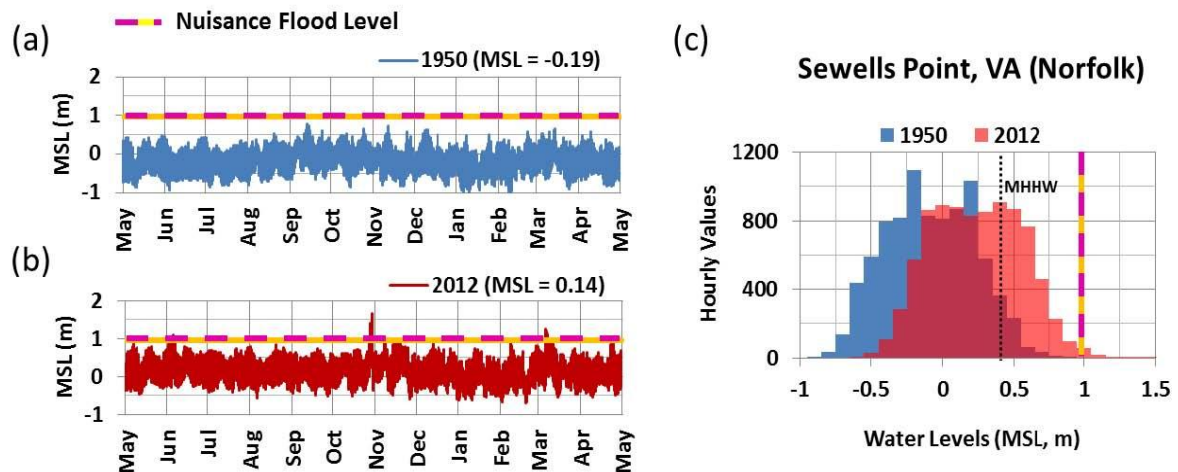 (a)
Nuisance Flood Level
1950 (MSL = -0.19)
MSL (m)
2
1
0
-1
May Jun Jul Aug Sep Oct Nov Dec Jan Feb Mar Apr May
(b)
2012 (MSL = 0.14)
MSL (m)
2
1
0
-1
May Jun Jul Aug Sep Oct Nov Dec Jan Feb Mar Apr May
(c)
Sewells Point, VA (Norfolk)
1950 2012
Hourly Values
1200
800
400
0
MHHW
-1 -0.5 0 0.5 1 1.5
Water Levels (MSL, m)